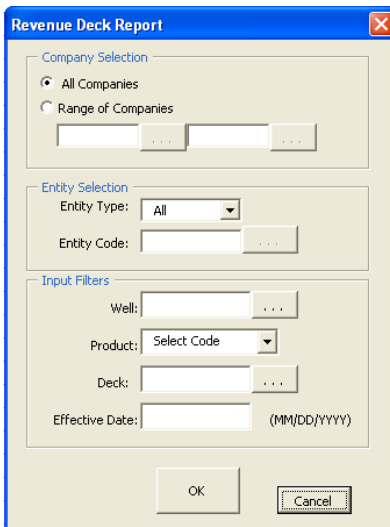 Revenue Deck Report
Company Selection
All Companies
Range of Companies
... ...
Entity Selection
Entity Type: All
Entity Code: ...
Input Filters
Well: ...
Product: Select Code
Deck: ...
Effective Date: (MM/DD/YYYY)
OK
Cancel